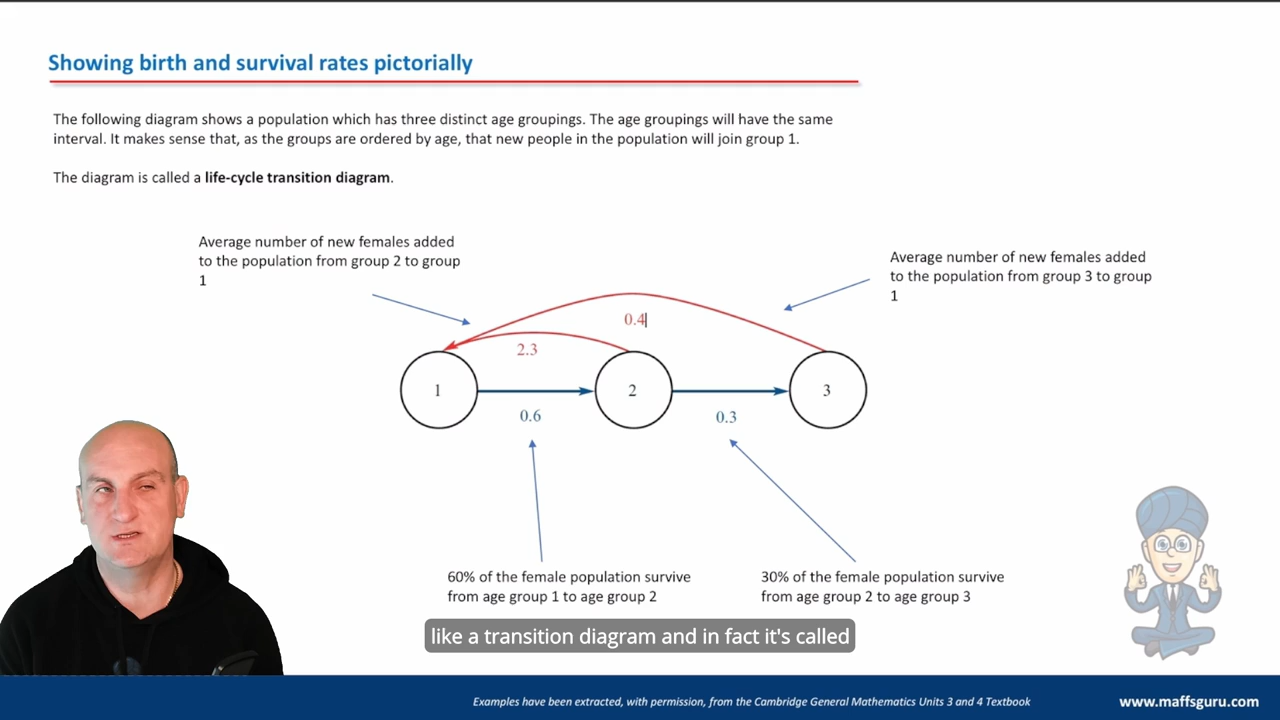 Showing birth and survival rates pictorially
The following diagram shows a population which has three distinct age groupings. The age groupings will have the same
interval. It makes sense that, as the groups are ordered by age, that new people in the population will join group 1.
The diagram is called a life-cycle transition diagram.
Average number of new females added
to the population from group 2 to group
1
Average number of new females added
to the population from group 3 to group
1
0.4
2.3
1
2
3
0.6
0.3
60% of the female population survive
from age group 1 to age group 2
30% of the female population survive
from age group 2 to age group 3
like a transition diagram and in fact it's called
Examples have been extracted, with permission, from the Cambridge General Mathematics Units 3 and 4 Textbook
www.maffsguru.com